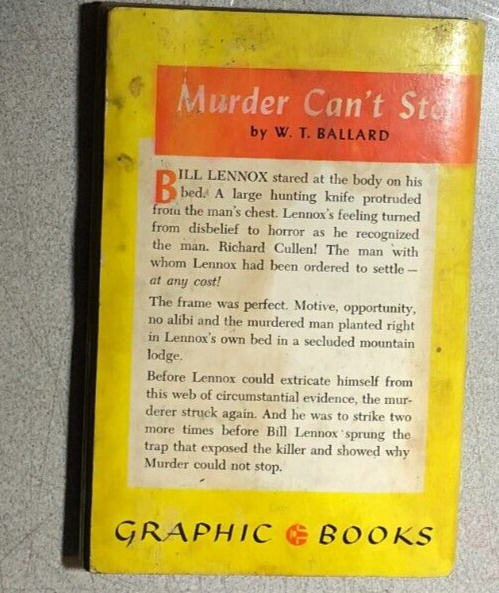 Murder Can't Sto
by W. T. BALLARD
BILL LENNOX stared at the body on his
bed. A large hunting knife protruded
from the man's chest. Lennox's feeling turned
from disbelief to horror as he recognized
the man. Richard Cullen! The man with
whom Lennox had been ordered to settle —
at any cost!
The frame was perfect. Motive, opportunity,
no alibi and the murdered man planted right
in Lennox's own bed in a secluded mountain
lodge.
Before Lennox could extricate himself from
this web of circumstantial evidence, the mur-
derer struck again. And he was to strike two
more times before Bill Lennox sprung the
trap that exposed the killer and showed why
Murder could not stop.
GRAPHIC BOOKS